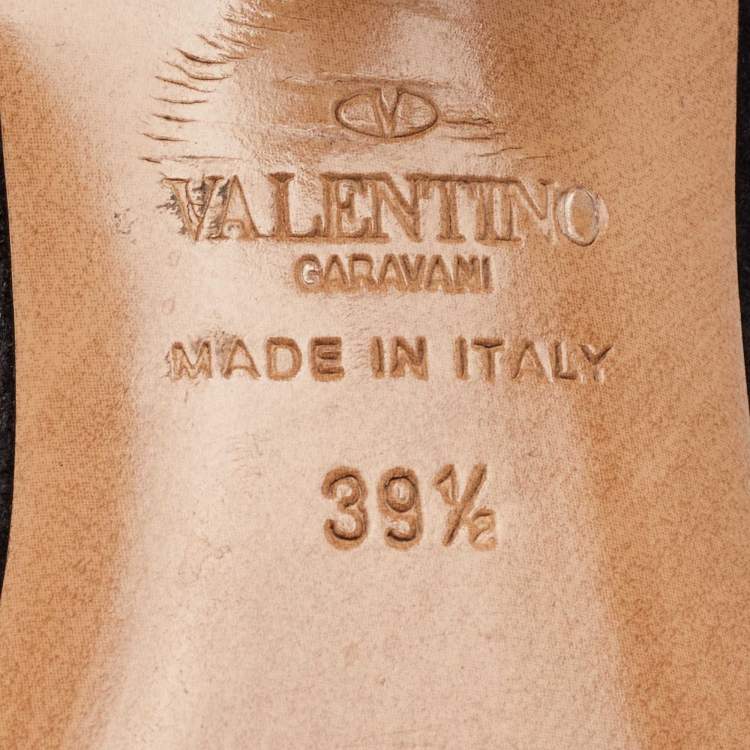 V
VALENTINO
GARAVANI
MADE IN ITALY
39½